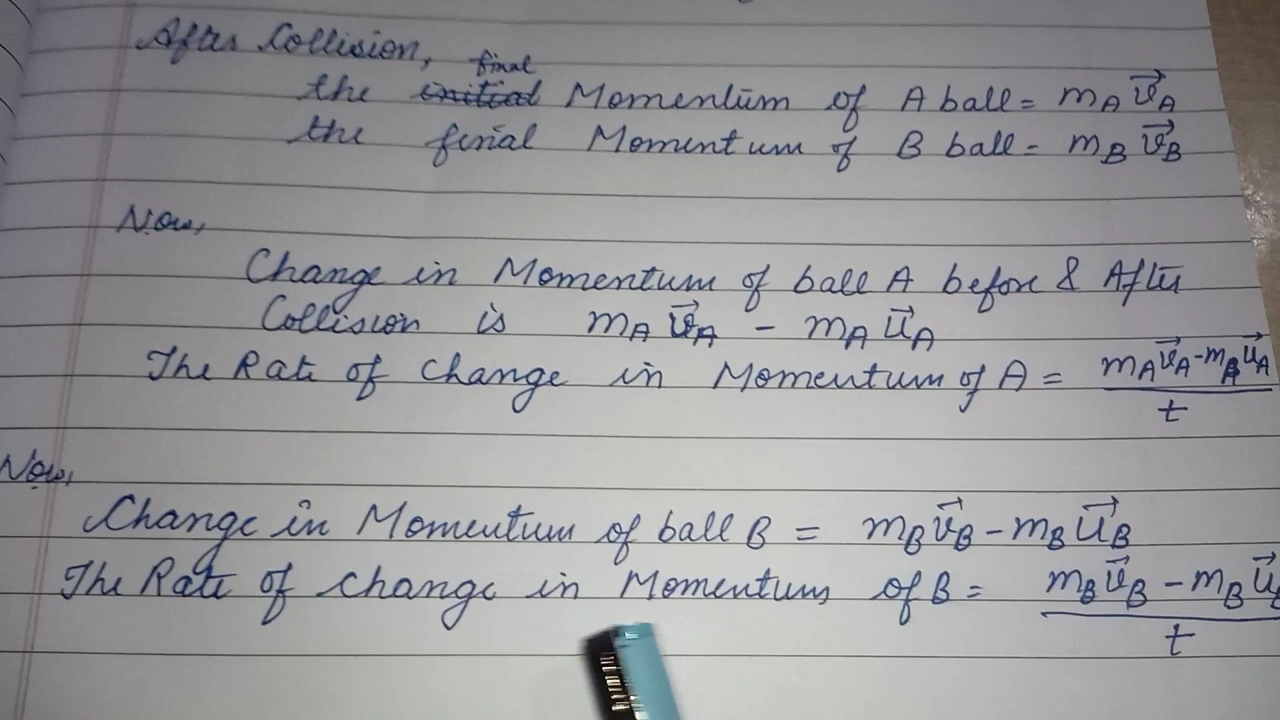 After Collision,
final
the initial Momentum of A ball = mA v⃗A
the final Momentum of B ball = mB v⃗B
Now,
Change in Momentum of ball A before & After
Collision is mA v⃗A - mA u⃗A
The Rate of change in Momentum of A = (mA v⃗A - mA u⃗A)/t
Now,
Change in Momentum of ball B = mB v⃗B - mB u⃗B
The Rate of change in Momentum of B = (mB v⃗B - mB u⃗B)/t